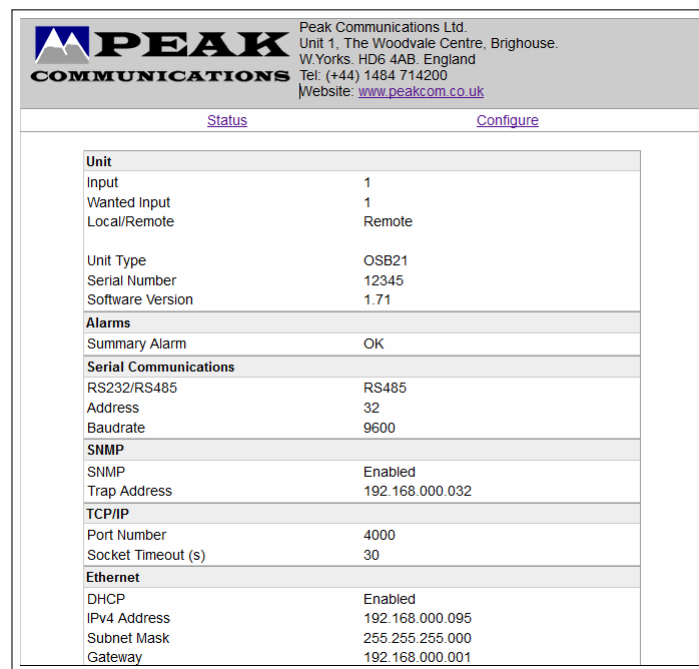 PEAK
COMMUNICATIONS
Peak Communications Ltd.
Unit 1, The Woodvale Centre, Brighouse.
W.Yorks. HD6 4AB. England
Tel: (+44) 1484 714200
Website: www.peakcom.co.uk
Status Configure
Unit
Input 1
Wanted Input 1
Local/Remote Remote
Unit Type OSB21
Serial Number 12345
Software Version 1.71
Alarms
Summary Alarm OK
Serial Communications
RS232/RS485 RS485
Address 32
Baudrate 9600
SNMP
SNMP Enabled
Trap Address 192.168.000.032
TCP/IP
Port Number 4000
Socket Timeout (s) 30
Ethernet
DHCP Enabled
IPv4 Address 192.168.000.095
Subnet Mask 255.255.255.000
Gateway 192.168.000.001